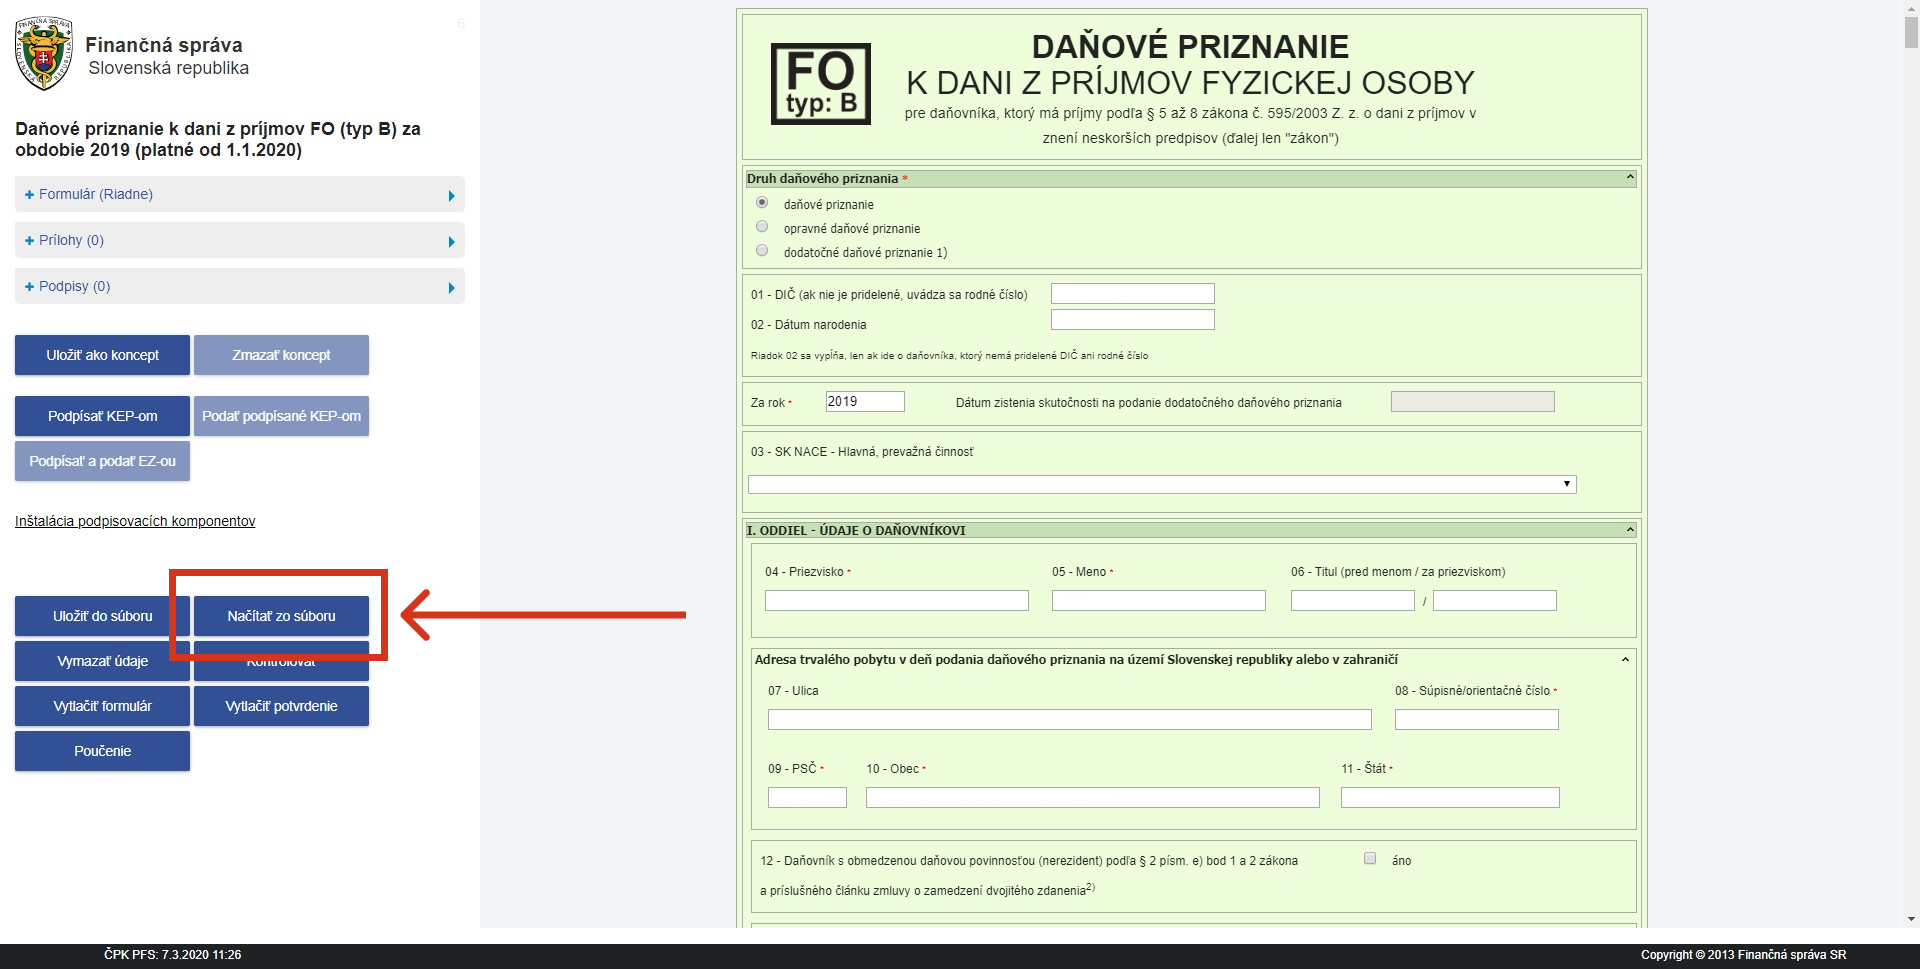 Finančná správa
Slovenská republika
6
Daňové priznanie k dani z príjmov FO (typ B) za
obdobie 2019 (platné od 1.1.2020)
+ Formulár (Riadne)
+ Prílohy (0)
+ Podpisy (0)
Uložiť ako koncept
Zmazať koncept
Podpísať KEP-om
Podať podpísané KEP-om
Podpísať a podať EZ-ou
Inštalácia podpisovacích komponentov
Uložiť do súboru
Načítať zo súboru
Vymazať údaje
Kontrolovať
Vytlačiť formulár
Vytlačiť potvrdenie
Poučenie
FO
typ: B
DAŇOVÉ PRIZNANIE
K DANI Z PRÍJMOV FYZICKEJ OSOBY
pre daňovníka, ktorý má príjmy podľa § 5 až 8 zákona č. 595/2003 Z. z. o dani z príjmov v
znení neskorších predpisov (ďalej len "zákon")
Druh daňového priznania *
daňové priznanie
opravné daňové priznanie
dodatočné daňové priznanie 1)
01 - DIČ (ak nie je pridelené, uvádza sa rodné číslo)
02 - Dátum narodenia
Riadok 02 sa vypĺňa, len ak ide o daňovníka, ktorý nemá pridelené DIČ ani rodné číslo
Za rok * 2019 Dátum zistenia skutočnosti na podanie dodatočného daňového priznania
03 - SK NACE - Hlavná, prevažná činnosť
I. ODDIEL - ÚDAJE O DAŇOVNÍKOVI
04 - Priezvisko * 05 - Meno * 06 - Titul (pred menom / za priezviskom)
/
Adresa trvalého pobytu v deň podania daňového priznania na území Slovenskej republiky alebo v zahraničí
07 - Ulica 08 - Súpisné/orientačné číslo *
09 - PSČ * 10 - Obec * 11 - Štát *
12 - Daňovník s obmedzenou daňovou povinnosťou (nerezident) podľa § 2 písm. e) bod 1 a 2 zákona áno
a príslušného článku zmluvy o zamedzení dvojitého zdanenia2)
ČPK PFS: 7.3.2020 11:26
Copyright © 2013 Finančná správa SR